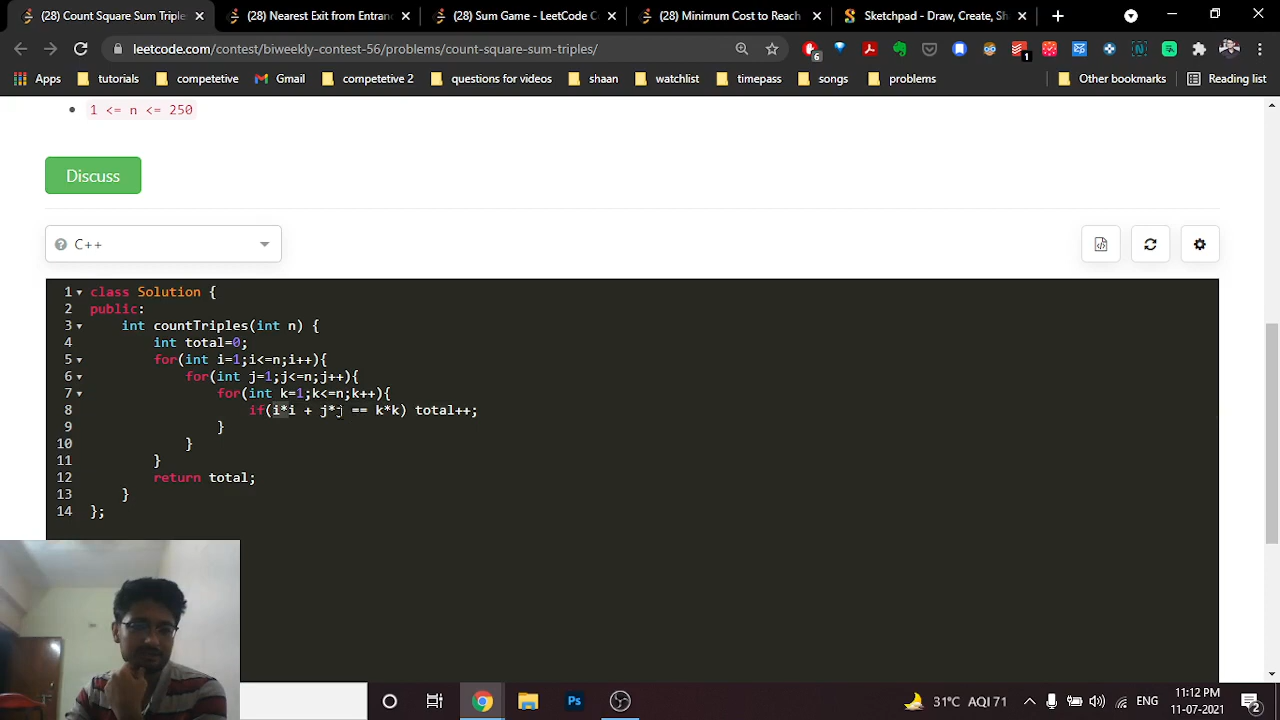 (28) Count Square Sum Triple
(28) Nearest Exit from Entran
(28) Sum Game - LeetCode C
(28) Minimum Cost to Reach
Sketchpad - Draw, Create, Sh
leetcode.com/contest/biweekly-contest-56/problems/count-square-sum-triples/
6
1
Apps
tutorials
competetive
Gmail
competetive 2
questions for videos
shaan
watchlist
timepass
songs
problems
Other bookmarks
Reading list
1 <= n <= 250
Discuss
C++
1 class Solution {
2 public:
3 int countTriples(int n) {
4 int total=0;
5 for(int i=1;i<=n;i++){
6 for(int j=1;j<=n;j++){
7 for(int k=1;k<=n;k++){
8 if(i*i + j*j == k*k) total++;
9 }
10 }
11 }
12 return total;
13 }
14 };
31°C AQI 71
ENG
11:12 PM
11-07-2021
2